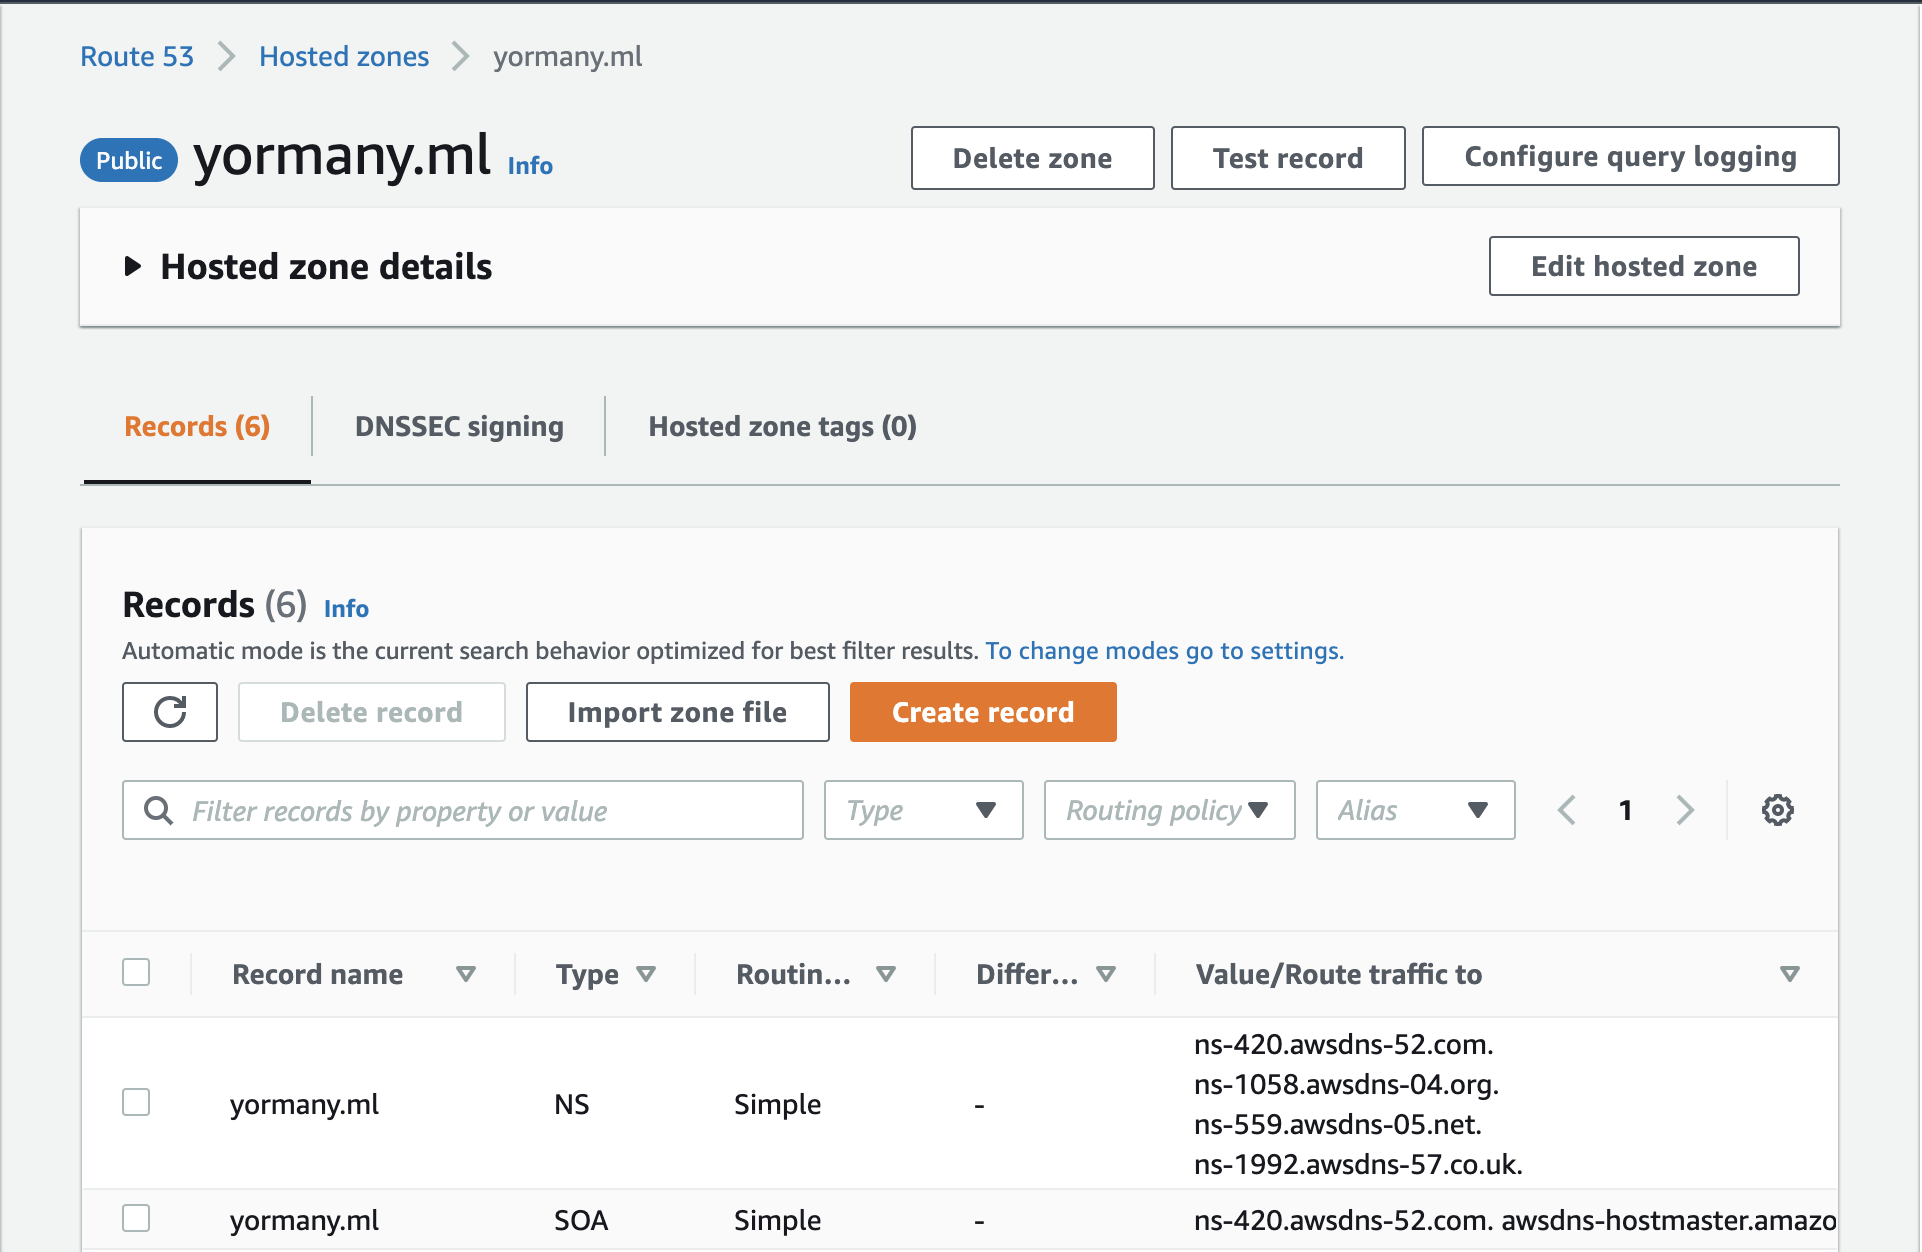 Route 53 Hosted zones yormany.ml
Public yormany.ml Info Delete zone Test record Configure query logging
Hosted zone details Edit hosted zone
Records (6) DNSSEC signing Hosted zone tags (0)
Records (6) Info
Automatic mode is the current search behavior optimized for best filter results. To change modes go to settings.
Delete record Import zone file Create record
Filter records by property or value Type Routing policy Alias 1
Record name Type Routin... Differ... Value/Route traffic to
yormany.ml NS Simple - ns-420.awsdns-52.com.
ns-1058.awsdns-04.org.
ns-559.awsdns-05.net.
ns-1992.awsdns-57.co.uk.
yormany.ml SOA Simple - ns-420.awsdns-52.com. awsdns-hostmaster.amazo